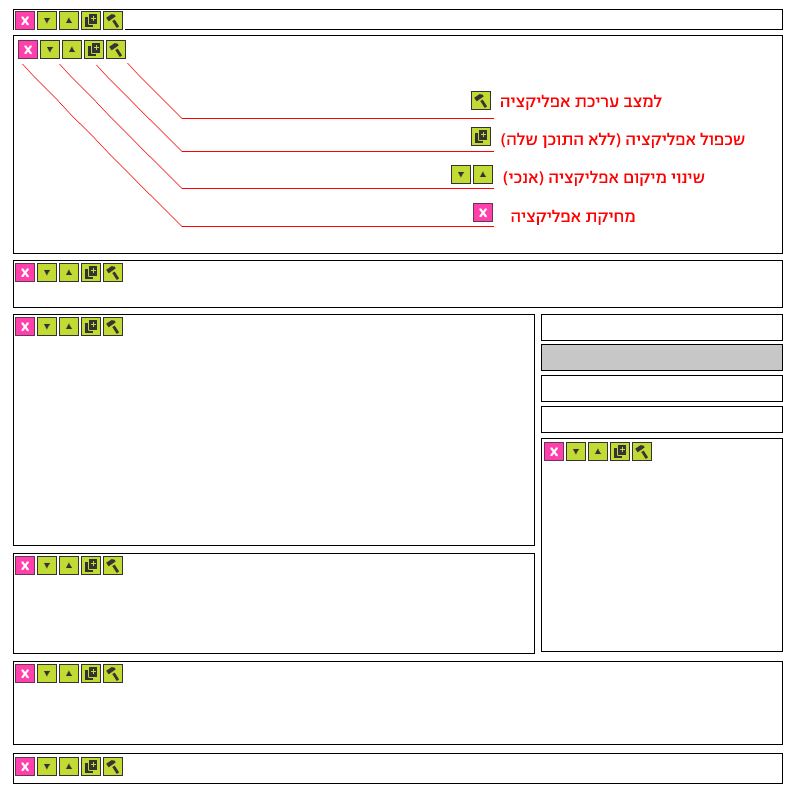 למצב עריכת אפליקציה
שכפול אפליקציה (ללא התוכן שלה)
שינוי מיקום אפליקציה (אנכי)
מחיקת אפליקציה